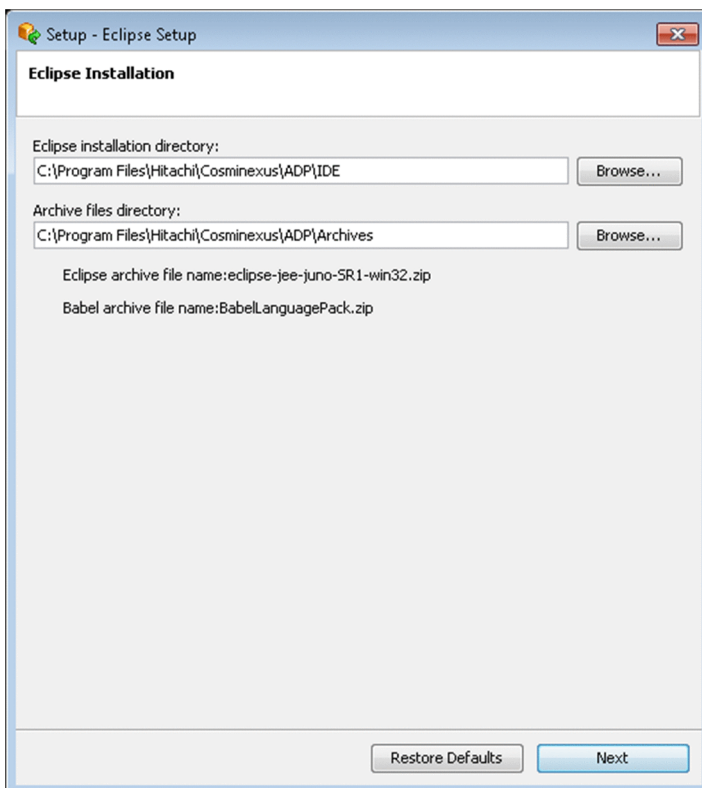 Setup - Eclipse Setup
Eclipse Installation
Eclipse installation directory:
C:\Program Files\Hitachi\Cosminexus\ADP\IDE
Browse...
Archive files directory:
C:\Program Files\Hitachi\Cosminexus\ADP\Archives
Browse...
Eclipse archive file name:eclipse-jee-juno-SR1-win32.zip
Babel archive file name:BabelLanguagePack.zip
Restore Defaults
Next